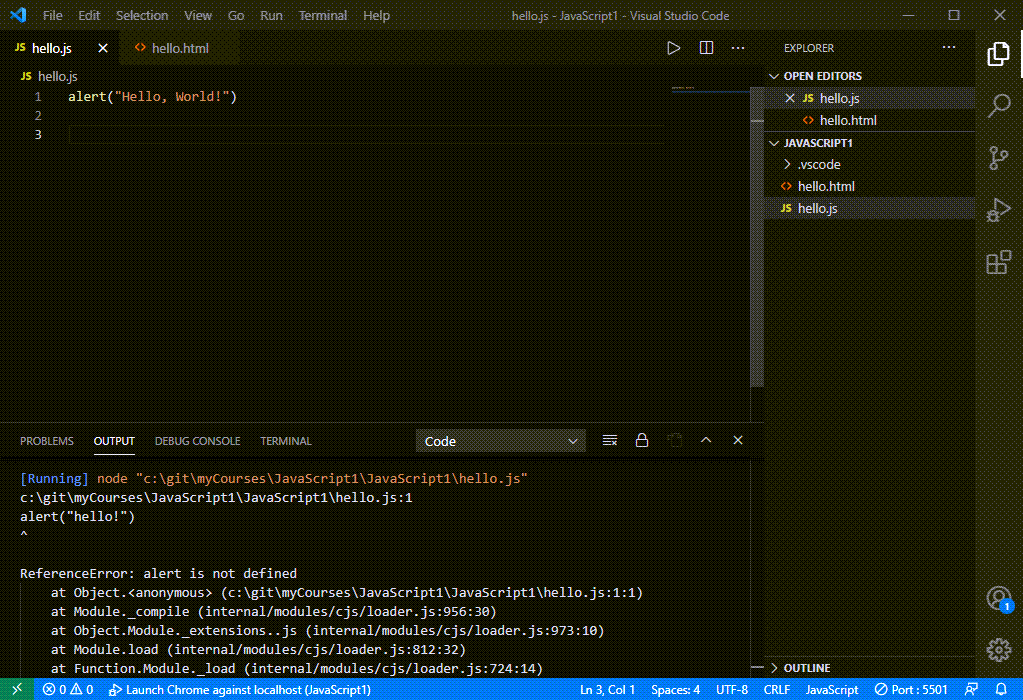 File Edit Selection View Go Run Terminal Help hello.js - JavaScript1 - Visual Studio Code
JS hello.js <> hello.html
JS hello.js
1 alert("Hello, World!")
2
3
EXPLORER
OPEN EDITORS
JS hello.js
<> hello.html
JAVASCRIPT1
.vscode
<> hello.html
JS hello.js
OUTLINE
PROBLEMS OUTPUT DEBUG CONSOLE TERMINAL Code
[Running] node "c:\git\myCourses\JavaScript1\JavaScript1\hello.js"
c:\git\myCourses\JavaScript1\JavaScript1\hello.js:1
alert("hello!")
^
ReferenceError: alert is not defined
at Object.<anonymous> (c:\git\myCourses\JavaScript1\JavaScript1\hello.js:1:1)
at Module._compile (internal/modules/cjs/loader.js:956:30)
at Object.Module._extensions..js (internal/modules/cjs/loader.js:973:10)
at Module.load (internal/modules/cjs/loader.js:812:32)
at Function.Module._load (internal/modules/cjs/loader.js:724:14)
1
0 0 Launch Chrome against localhost (JavaScript1) Ln 3, Col 1 Spaces: 4 UTF-8 CRLF JavaScript Port : 5501